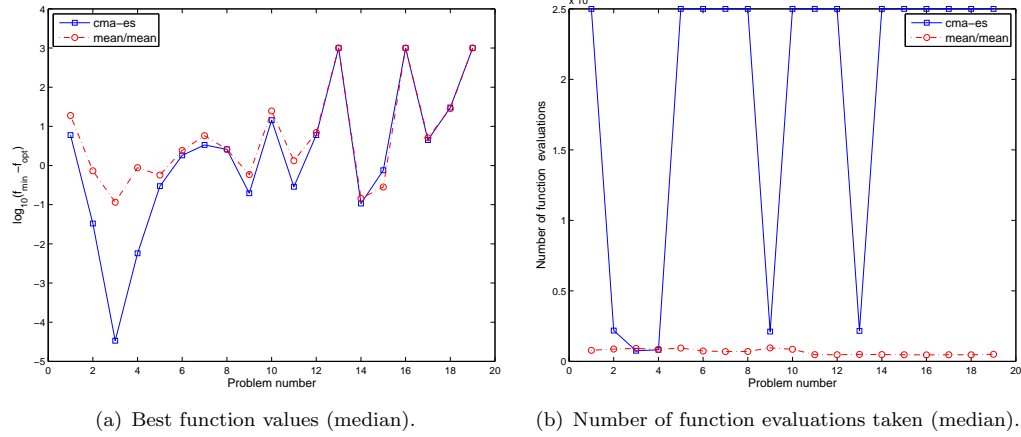 4
3
2
1
0
-1
-2
-3
-4
-5
log10(fmin −fopt)
cma−es
mean/mean
0 2 4 6 8 10 12 14 16 18 20
Problem number
(a) Best function values (median).
2.5
2
1.5
1
0.5
0
Number of function evaluations
cma−es
mean/mean
0 2 4 6 8 10 12 14 16 18 20
Problem number
(b) Number of function evaluations taken (median).